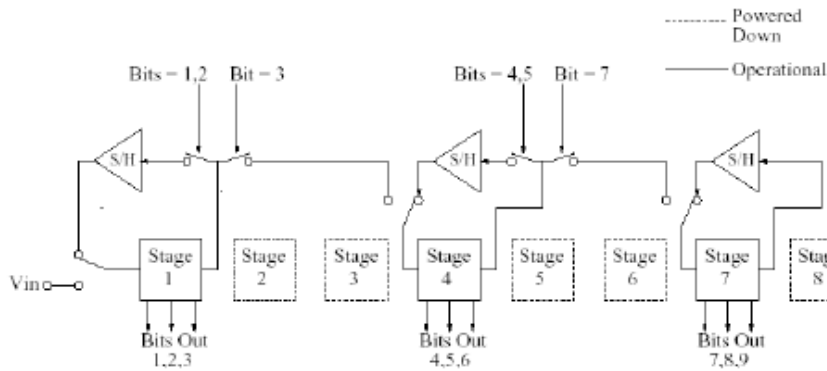 Powered
Down
Operational
Bits = 1,2
Bit = 3
Bits = 4,5
Bit = 7
S/H
S/H
S/H
Vin
Stage
1
Stage
2
Stage
3
Stage
4
Stage
5
Stage
6
Stage
7
Stag
8
Bits Out
1,2,3
Bits Out
4,5,6
Bits Out
7,8,9